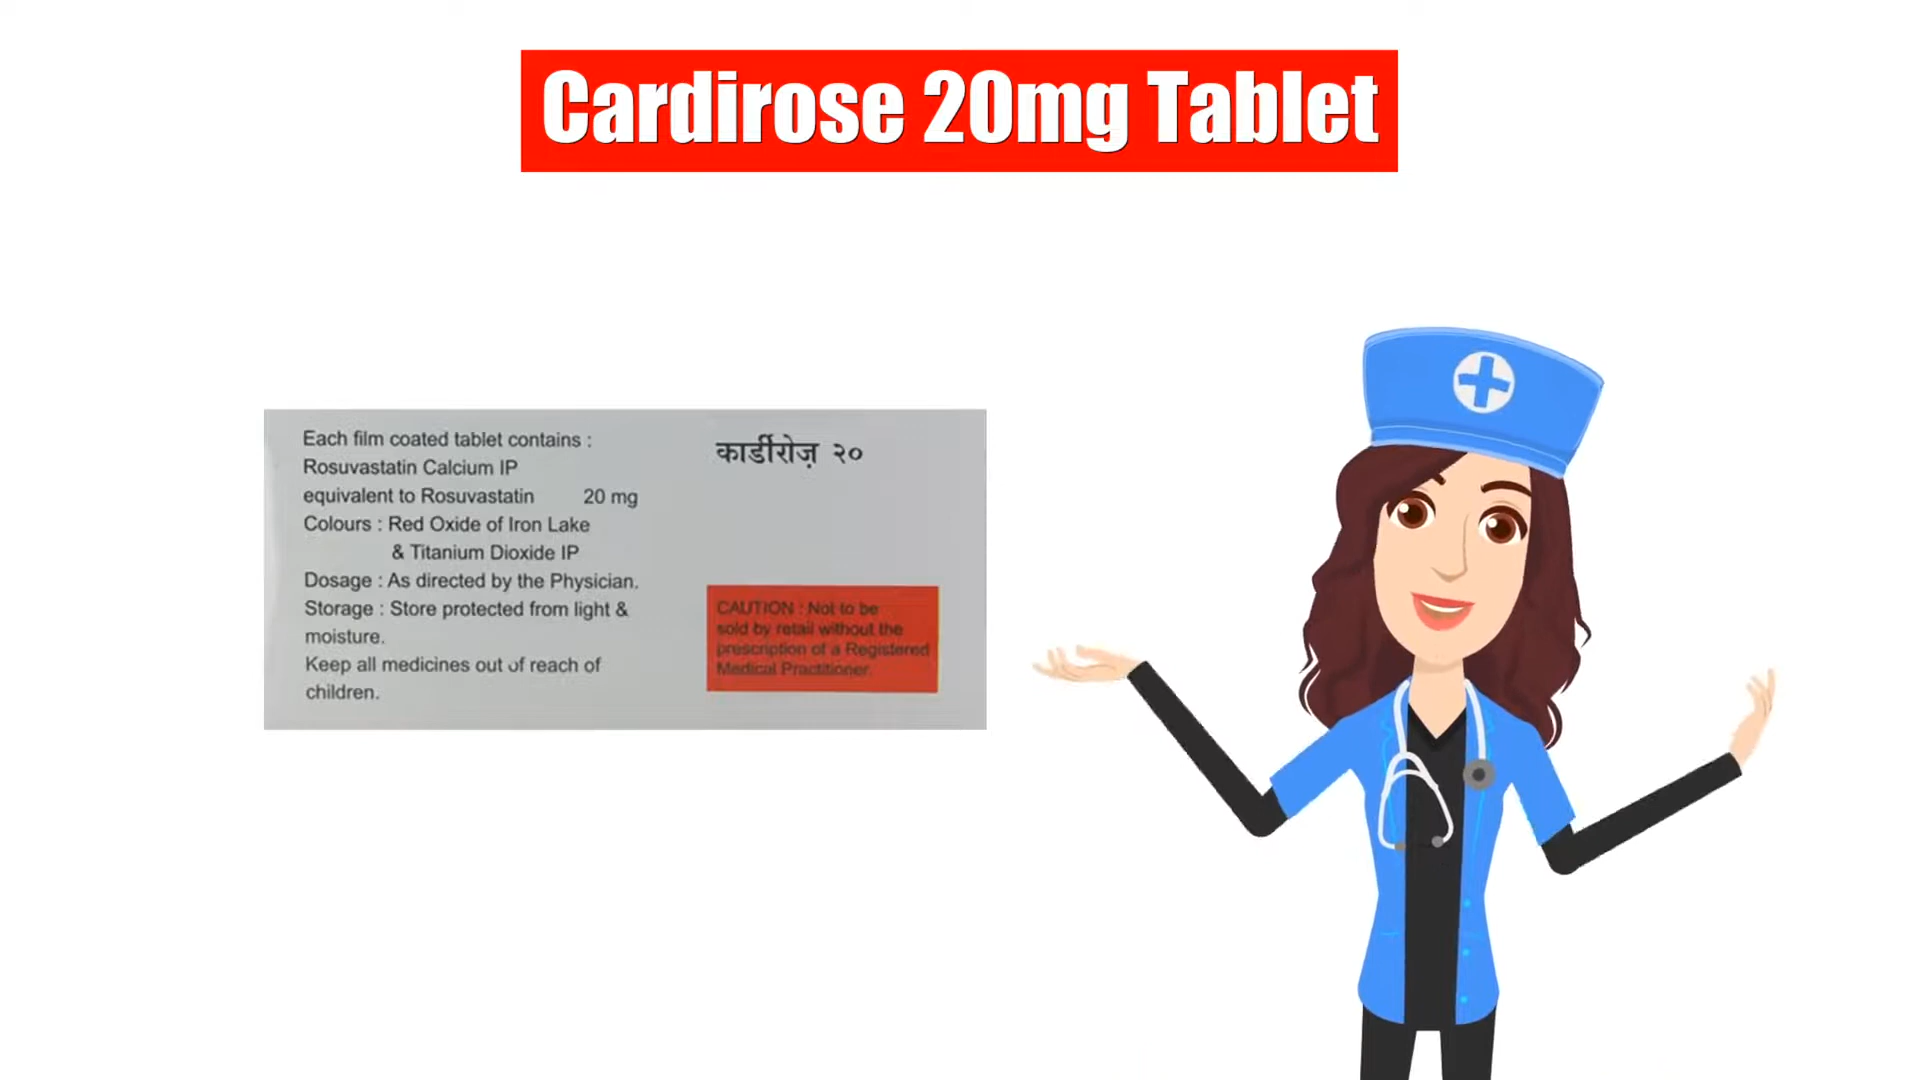 Cardirose 20mg Tablet
Each film coated tablet contains :
Rosuvastatin Calcium IP
equivalent to Rosuvastatin 20 mg
Colours : Red Oxide of Iron Lake
& Titanium Dioxide IP
Dosage : As directed by the Physician.
Storage : Store protected from light &
moisture.
Keep all medicines out of reach of
children.
कार्डीरोज़ २०
CAUTION : Not to be
sold by retail without the
prescription of a Registered
Medical Practitioner.